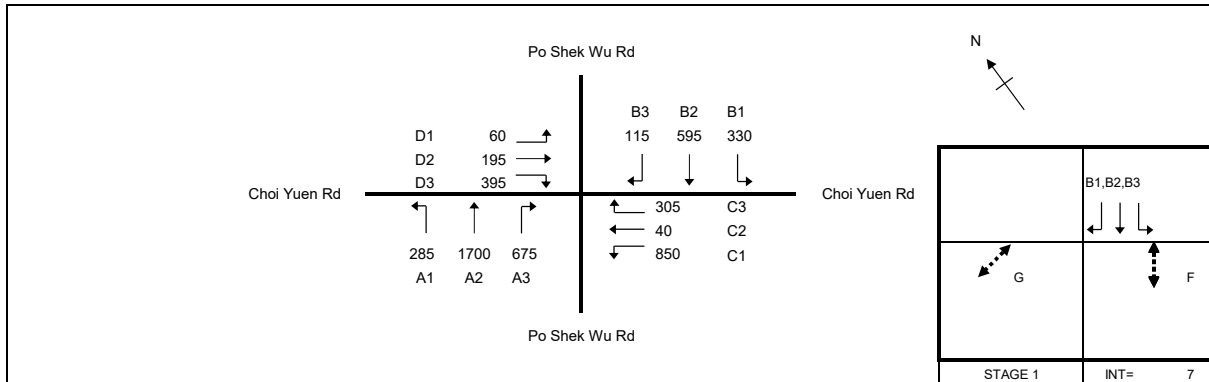 Po Shek Wu Rd
N
B3 B2 B1
D1 60 115 595 330
D2 195
D3 395
Choi Yuen Rd Choi Yuen Rd
B1,B2,B3
305 C3
40 C2
285 1700 675 850 C1
A1 A2 A3
G F
Po Shek Wu Rd
STAGE 1 INT= 7